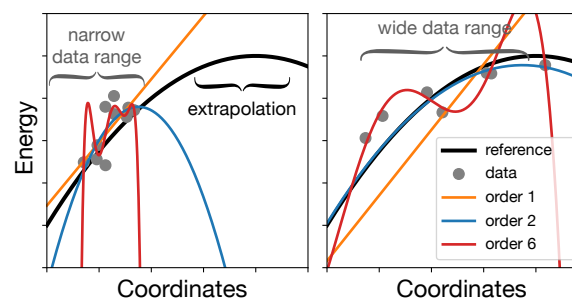 narrow
data range
extrapolation
Energy
Coordinates
wide data range
reference
data
order 1
order 2
order 6
Coordinates